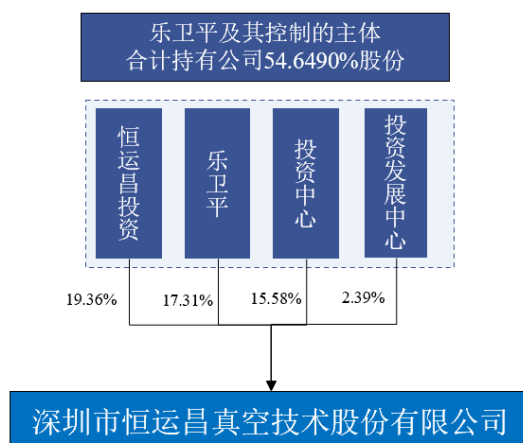 乐卫平及其控制的主体
合计持有公司54.6490%股份
恒运昌投资
乐卫平
投资中心
投资发展中心
19.36%
17.31%
15.58%
2.39%
深圳市恒运昌真空技术股份有限公司